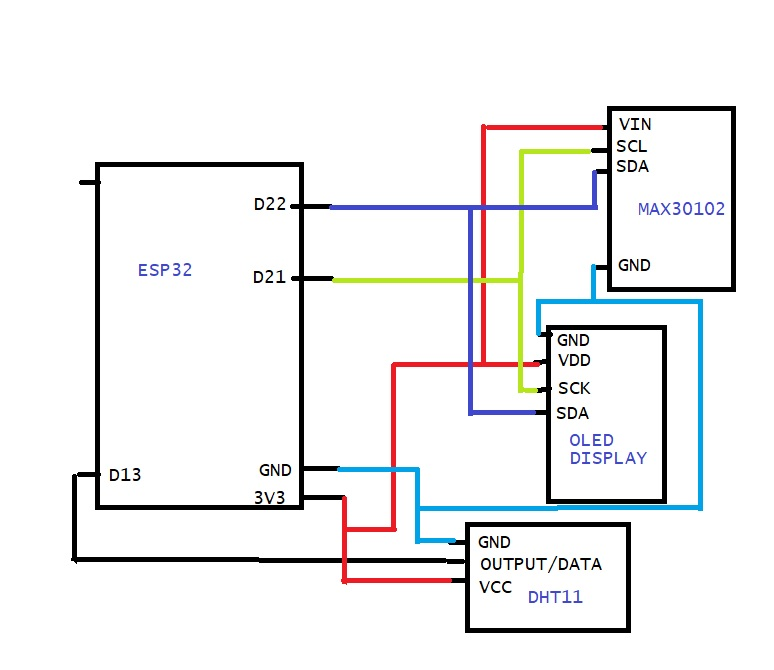 VIN
SCL
SDA
MAX30102
GND
D22
ESP32
D21
GND
VDD
SCK
SDA
OLED
DISPLAY
D13
GND
3V3
GND
OUTPUT/DATA
VCC
DHT11